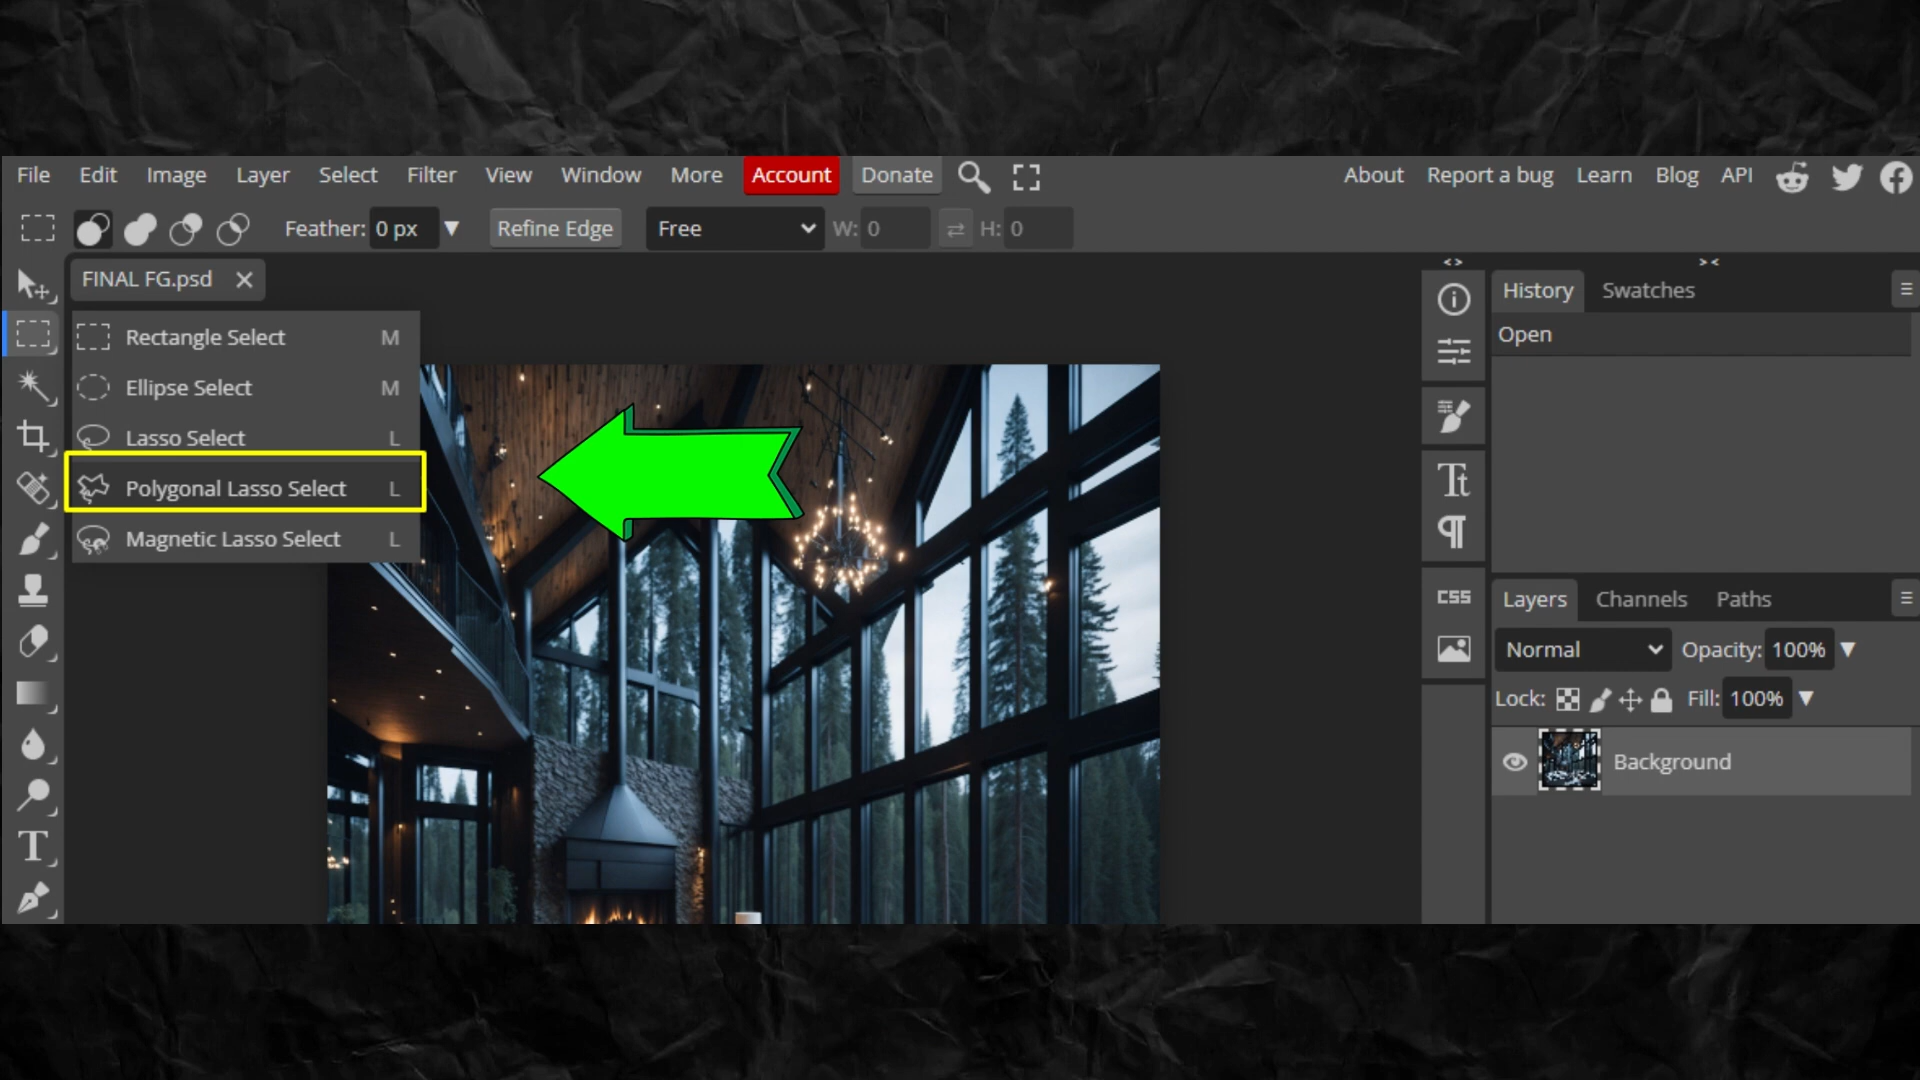 File Edit Image Layer Select Filter View Window More Account Donate About Report a bug Learn Blog API
Feather: 0 px Refine Edge Free W: 0 H: 0
FINAL FG.psd
Rectangle Select M
Ellipse Select M
Lasso Select L
Polygonal Lasso Select L
Magnetic Lasso Select L
CSS
History Swatches
Open
Layers Channels Paths
Normal Opacity: 100%
Lock: Fill: 100%
Background